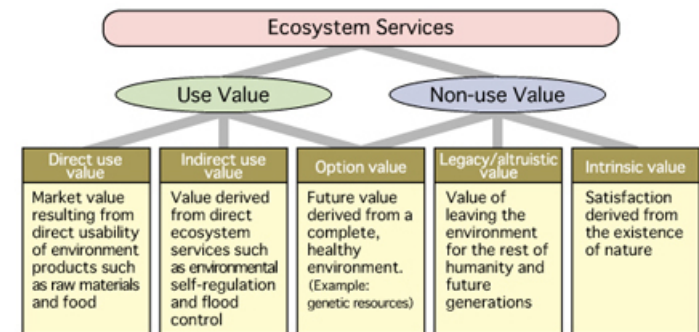 Ecosystem Services
Use Value
Non-use Value
Direct use
value
Market value
resulting from
direct usability
of environment
products such
as raw materials
and food
Indirect use
value
Value derived
from direct
ecosystem
services such
as environmental
self-regulation
and flood
control
Option value
Future value
derived from a
complete,
healthy
environment.
(Example:
genetic resources)
Legacy/altruistic
value
Value of
leaving the
environment
for the rest of
humanity and
future
generations
Intrinsic value
Satisfaction
derived from
the existence
of nature